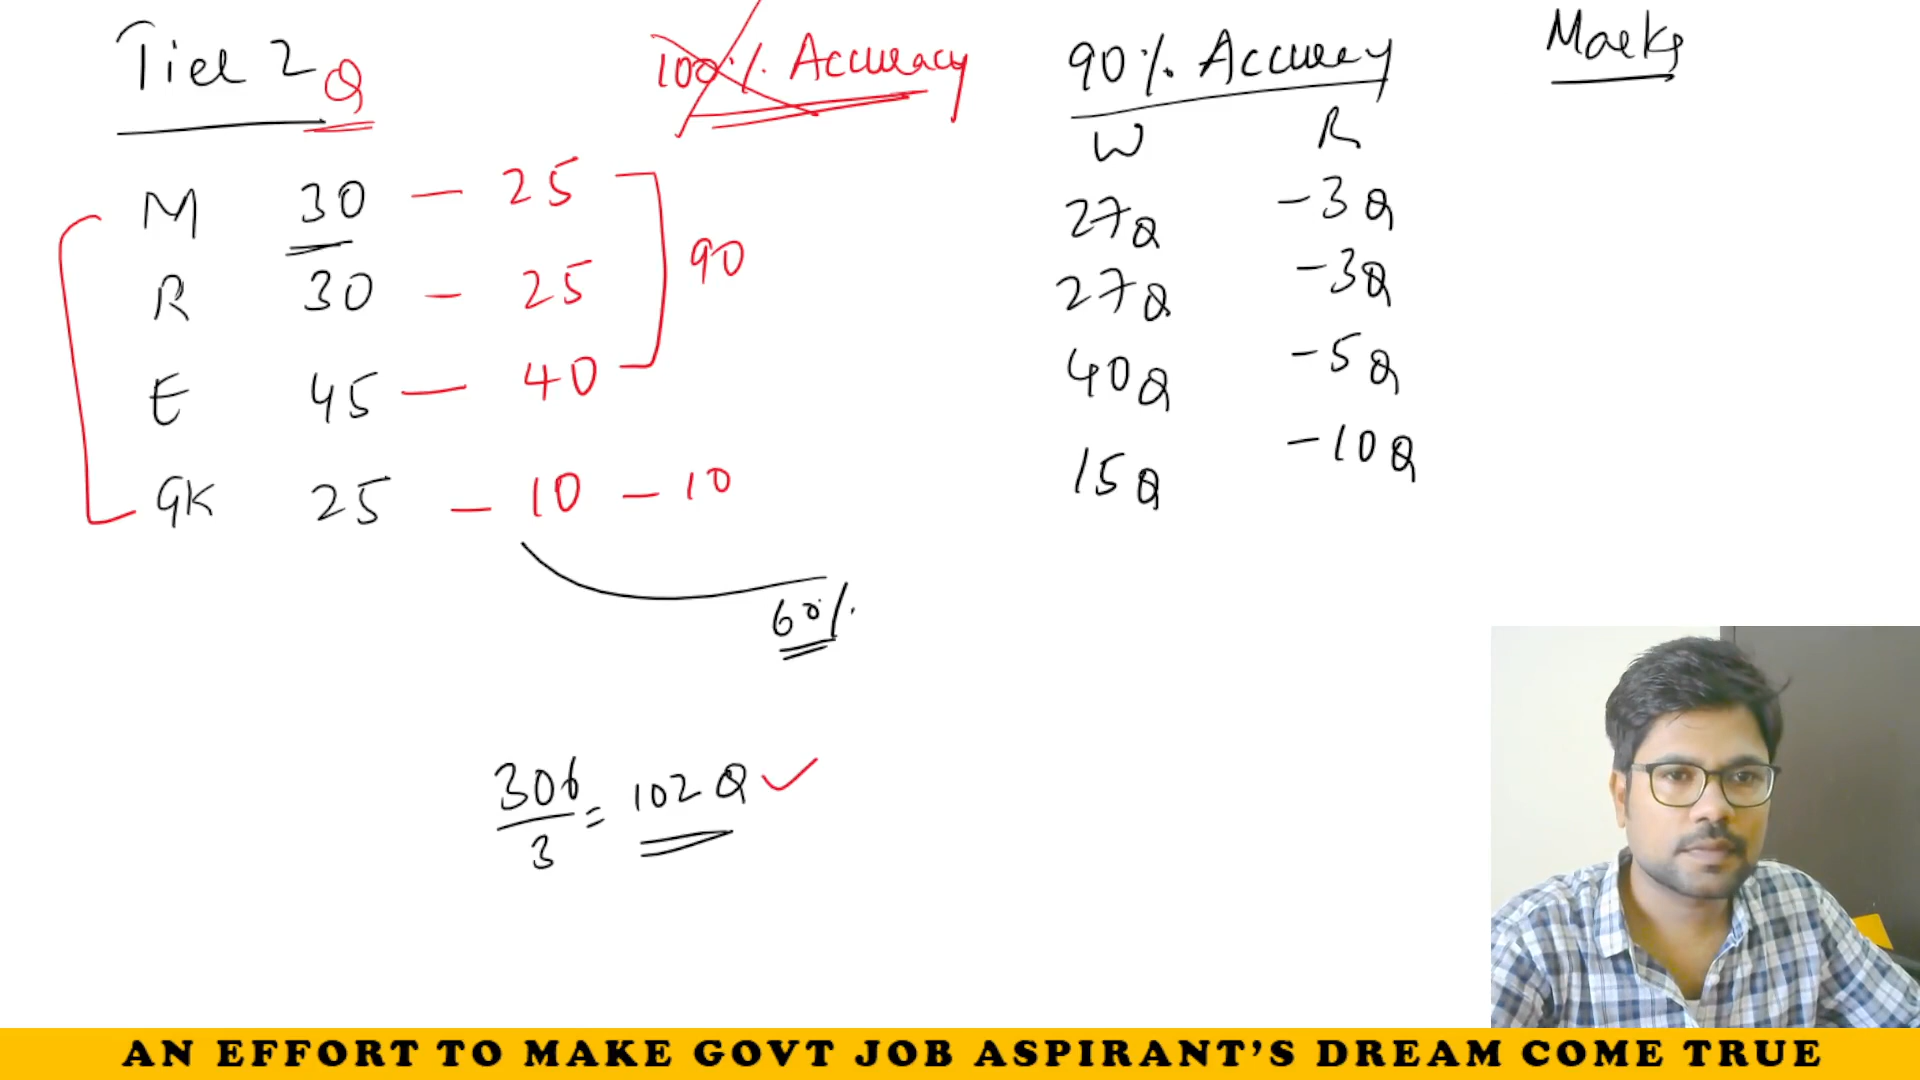 Tier 2 Q
100% Accuracy
90% Accuracy
Marks
W R
M 30 - 25
R 30 - 25
E 45 - 40
GK 25 - 10 - 10
90
60%
27Q -3Q
27Q -3Q
40Q -5Q
15Q -10Q
306/3 = 102 Q ✓
AN EFFORT TO MAKE GOVT JOB ASPIRANT'S DREAM COME TRUE